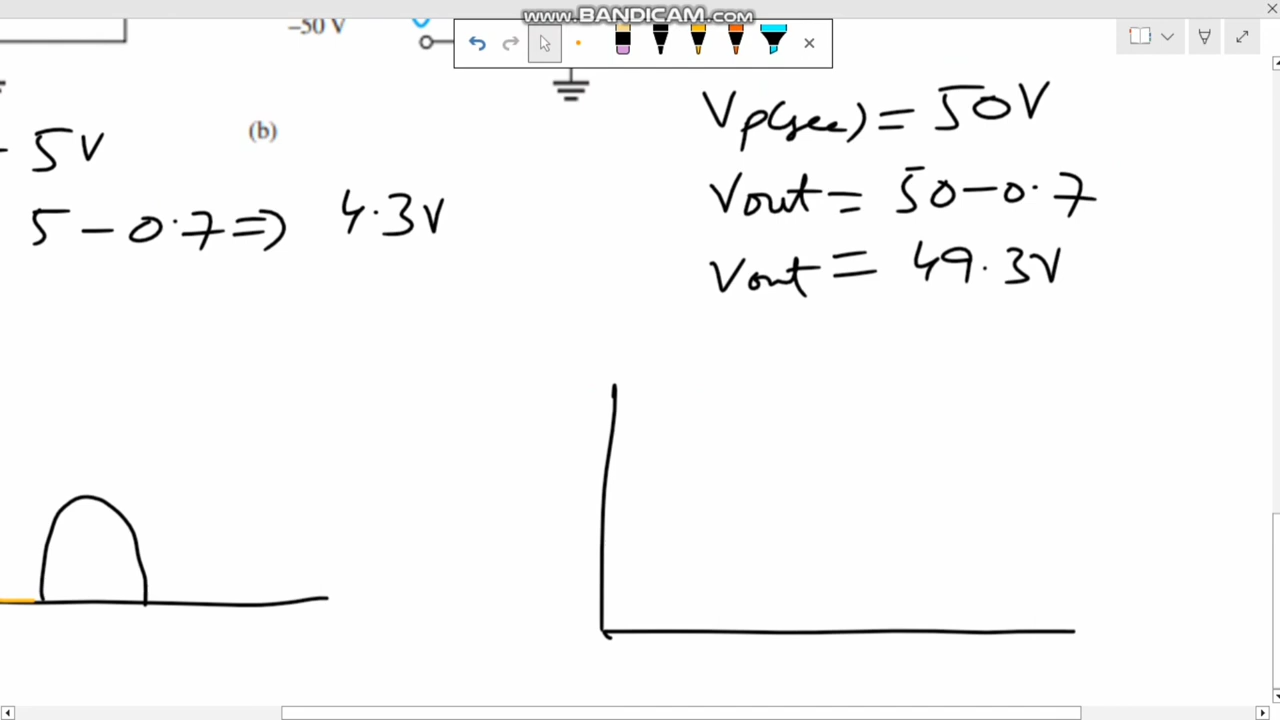 www.BANDICAM.com
–50 V
(b)
5V
5 - 0.7 => 4.3V
Vp(sec) = 50V
Vout = 50-0.7
Vout = 49.3V